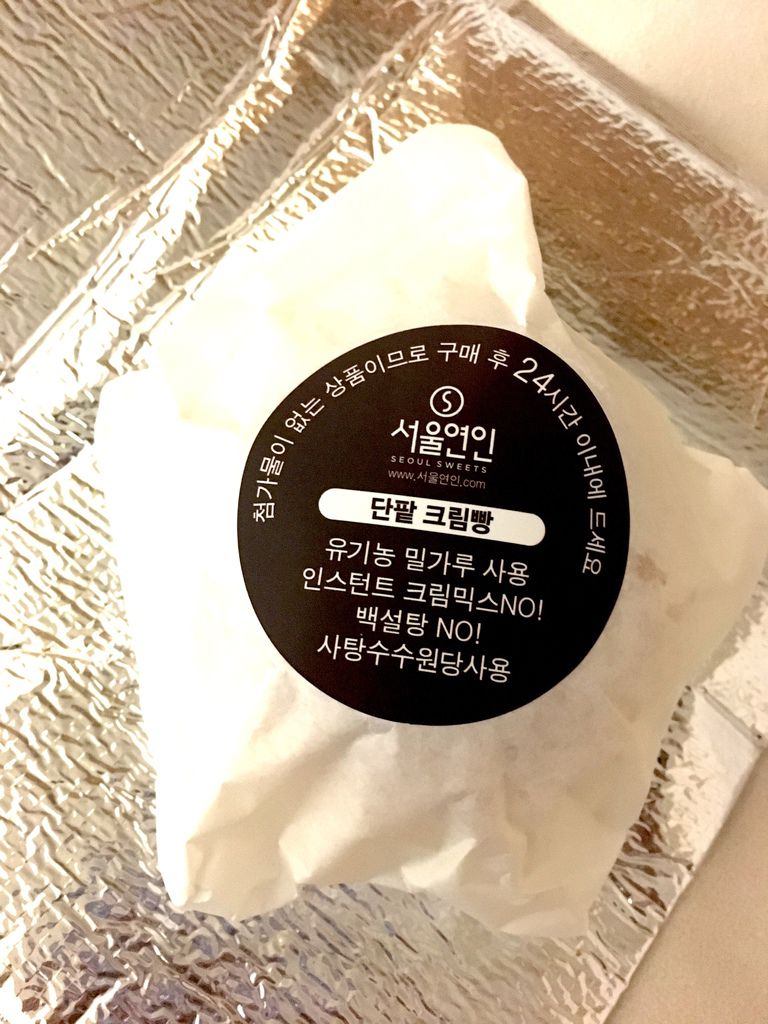 첨가물이 없는 상품이므로 구매 후 24시간 이내에 드세요
S
서울연인
SEOUL SWEETS
www.서울연인.com
단팥 크림빵
유기농 밀가루 사용
인스턴트 크림믹스NO!
백설탕 NO!
사탕수수원당사용